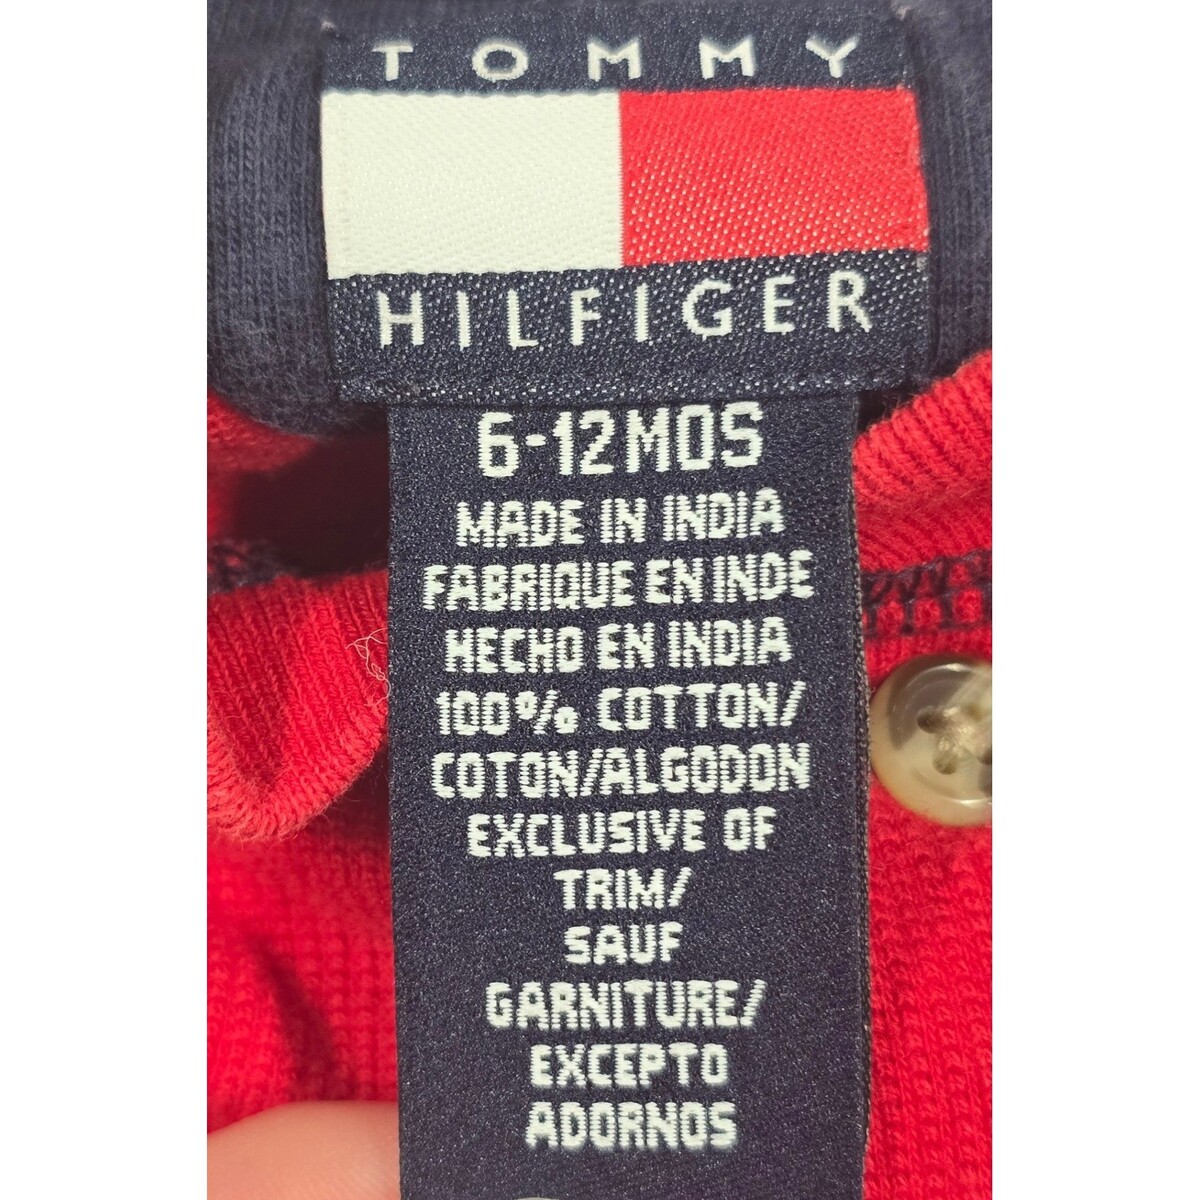 TOMMY
HILFIGER
6-12MOS
MADE IN INDIA
FABRIQUE EN INDE
HECHO EN INDIA
100% COTTON/
COTON/ALGODON
EXCLUSIVE OF
TRIM/
SAUF
GARNITURE/
EXCEPTO
ADORNOS